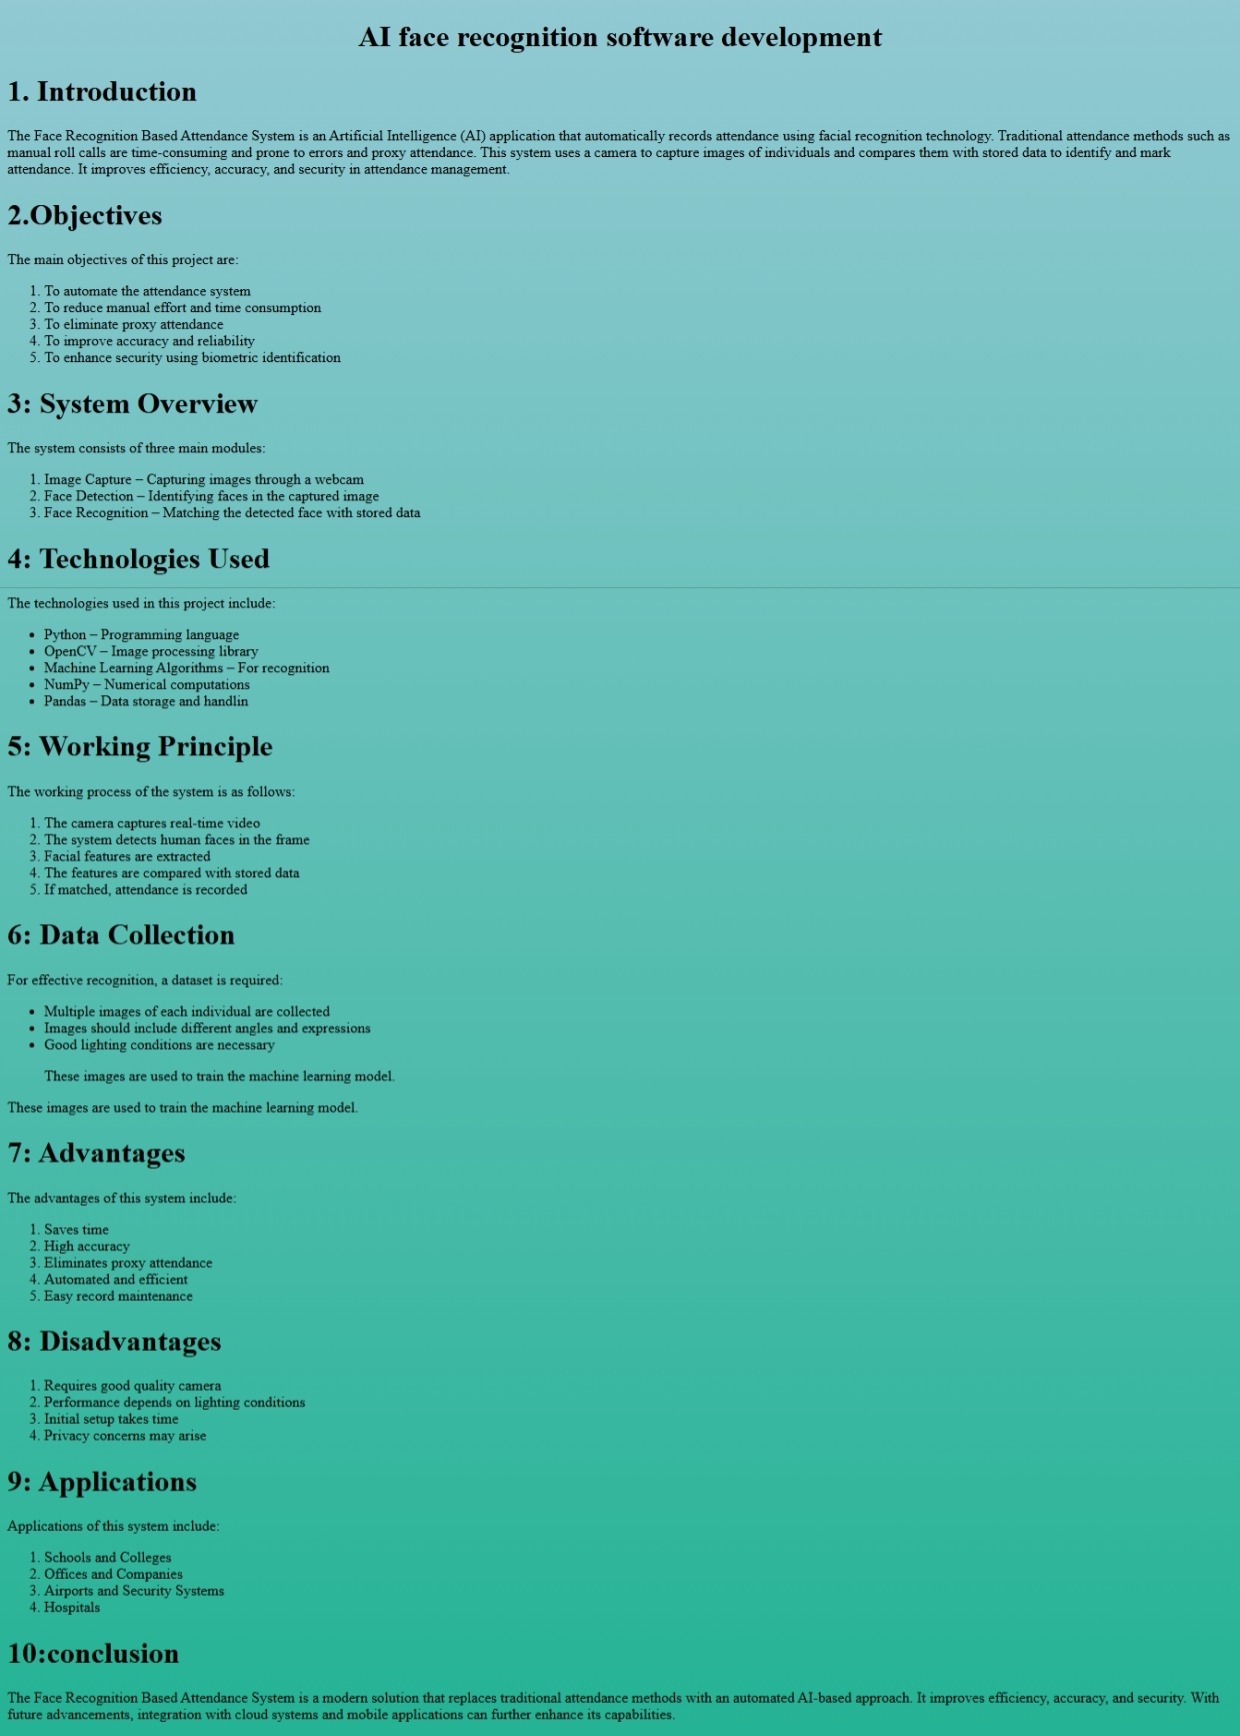 AI face recognition software development
1. Introduction
The Face Recognition Based Attendance System is an Artificial Intelligence (AI) application that automatically records attendance using facial recognition technology. Traditional attendance methods such as
manual roll calls are time-consuming and prone to errors and proxy attendance. This system uses a camera to capture images of individuals and compares them with stored data to identify and mark
attendance. It improves efficiency, accuracy, and security in attendance management.
2.Objectives
The main objectives of this project are:
1. To automate the attendance system
2. To reduce manual effort and time consumption
3. To eliminate proxy attendance
4. To improve accuracy and reliability
5. To enhance security using biometric identification
3: System Overview
The system consists of three main modules:
1. Image Capture – Capturing images through a webcam
2. Face Detection – Identifying faces in the captured image
3. Face Recognition – Matching the detected face with stored data
4: Technologies Used
The technologies used in this project include:
• Python – Programming language
• OpenCV – Image processing library
• Machine Learning Algorithms – For recognition
• NumPy – Numerical computations
• Pandas – Data storage and handlin
5: Working Principle
The working process of the system is as follows:
1. The camera captures real-time video
2. The system detects human faces in the frame
3. Facial features are extracted
4. The features are compared with stored data
5. If matched, attendance is recorded
6: Data Collection
For effective recognition, a dataset is required:
• Multiple images of each individual are collected
• Images should include different angles and expressions
• Good lighting conditions are necessary
These images are used to train the machine learning model.
These images are used to train the machine learning model.
7: Advantages
The advantages of this system include:
1. Saves time
2. High accuracy
3. Eliminates proxy attendance
4. Automated and efficient
5. Easy record maintenance
8: Disadvantages
1. Requires good quality camera
2. Performance depends on lighting conditions
3. Initial setup takes time
4. Privacy concerns may arise
9: Applications
Applications of this system include:
1. Schools and Colleges
2. Offices and Companies
3. Airports and Security Systems
4. Hospitals
10:conclusion
The Face Recognition Based Attendance System is a modern solution that replaces traditional attendance methods with an automated AI-based approach. It improves efficiency, accuracy, and security. With
future advancements, integration with cloud systems and mobile applications can further enhance its capabilities.